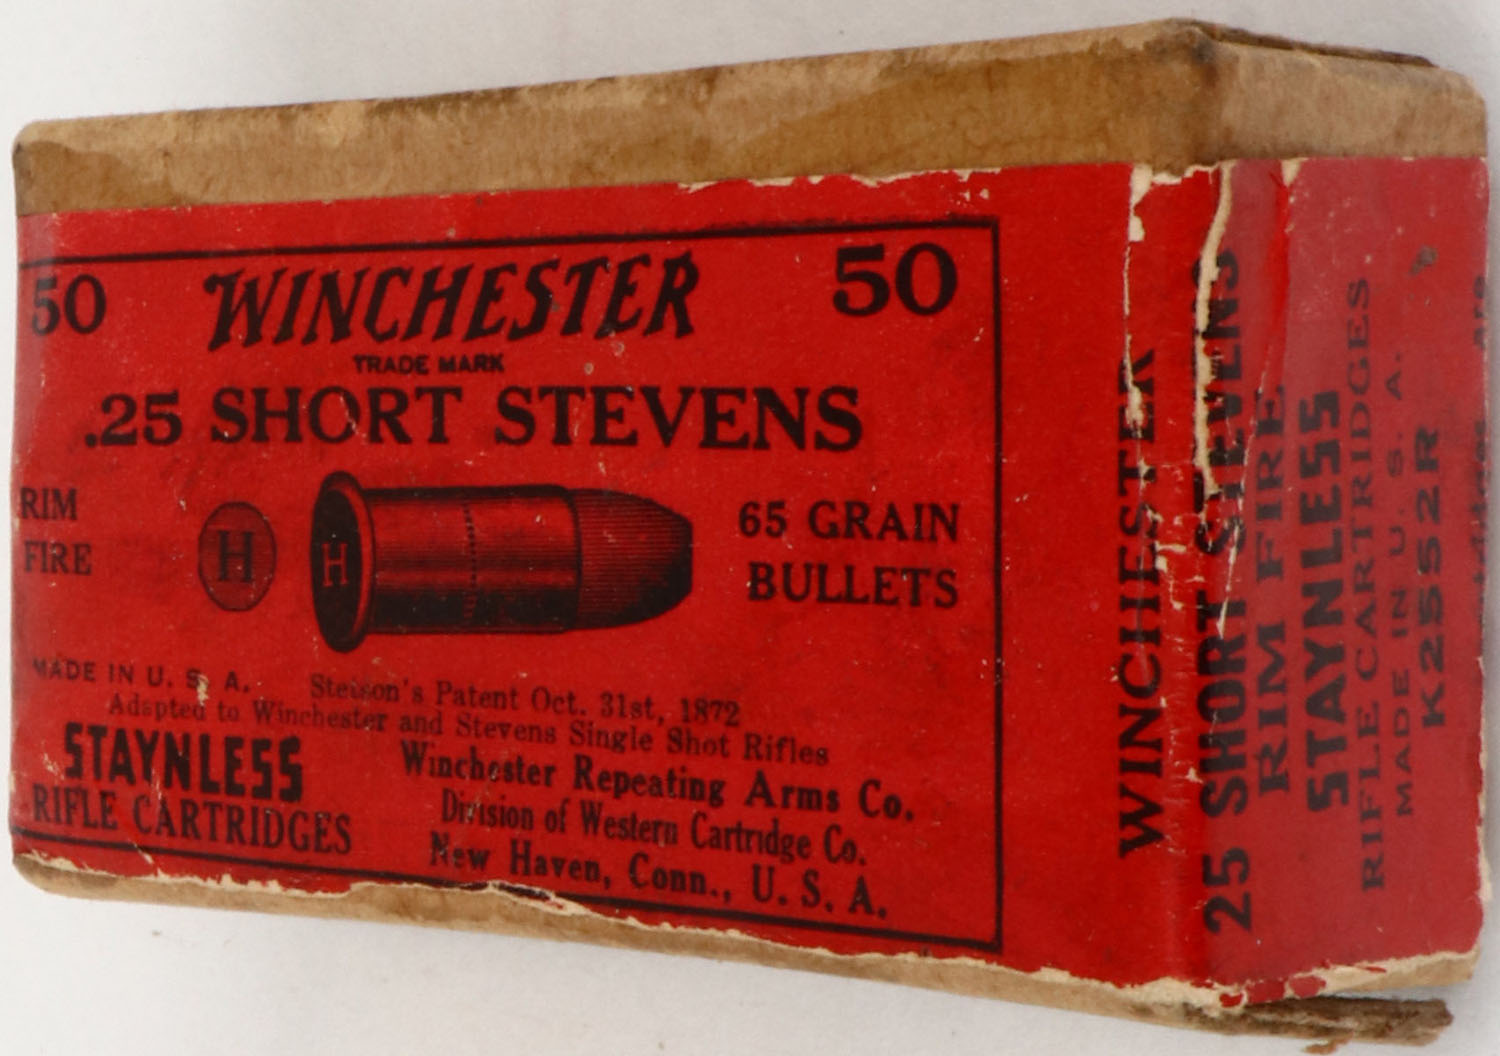 50 WINCHESTER 50
TRADE MARK
.25 SHORT STEVENS
RIM
FIRE
H
H
65 GRAIN
BULLETS
MADE IN U. S. A.
Stetson's Patent Oct. 31st, 1872
Adapted to Winchester and Stevens Single Shot Rifles
STAYNLESS
RIFLE CARTRIDGES
Winchester Repeating Arms Co.
Division of Western Cartridge Co.
New Haven, Conn., U. S. A.
WINCHESTER
25 SHORT STEVENS
RIM FIRE
STAYNLESS
RIFLE CARTRIDGES
MADE IN U. S. A.
K2552R